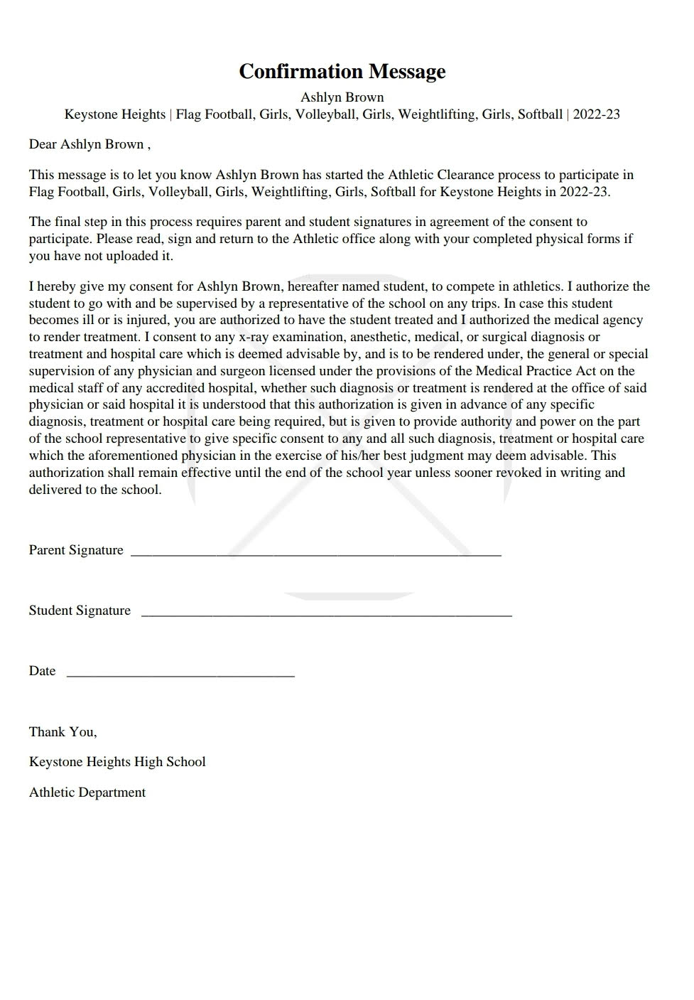 Confirmation Message
Ashlyn Brown
Keystone Heights | Flag Football, Girls, Volleyball, Girls, Weightlifting, Girls, Softball | 2022-23
Dear Ashlyn Brown ,
This message is to let you know Ashlyn Brown has started the Athletic Clearance process to participate in
Flag Football, Girls, Volleyball, Girls, Weightlifting, Girls, Softball for Keystone Heights in 2022-23.
The final step in this process requires parent and student signatures in agreement of the consent to
participate. Please read, sign and return to the Athletic office along with your completed physical forms if
you have not uploaded it.
I hereby give my consent for Ashlyn Brown, hereafter named student, to compete in athletics. I authorize the
student to go with and be supervised by a representative of the school on any trips. In case this student
becomes ill or is injured, you are authorized to have the student treated and I authorized the medical agency
to render treatment. I consent to any x-ray examination, anesthetic, medical, or surgical diagnosis or
treatment and hospital care which is deemed advisable by, and is to be rendered under, the general or special
supervision of any physician and surgeon licensed under the provisions of the Medical Practice Act on the
medical staff of any accredited hospital, whether such diagnosis or treatment is rendered at the office of said
physician or said hospital it is understood that this authorization is given in advance of any specific
diagnosis, treatment or hospital care being required, but is given to provide authority and power on the part
of the school representative to give specific consent to any and all such diagnosis, treatment or hospital care
which the aforementioned physician in the exercise of his/her best judgment may deem advisable. This
authorization shall remain effective until the end of the school year unless sooner revoked in writing and
delivered to the school.
Parent Signature ____________________________________________________
Student Signature ____________________________________________________
Date ________________________________
Thank You,
Keystone Heights High School
Athletic Department